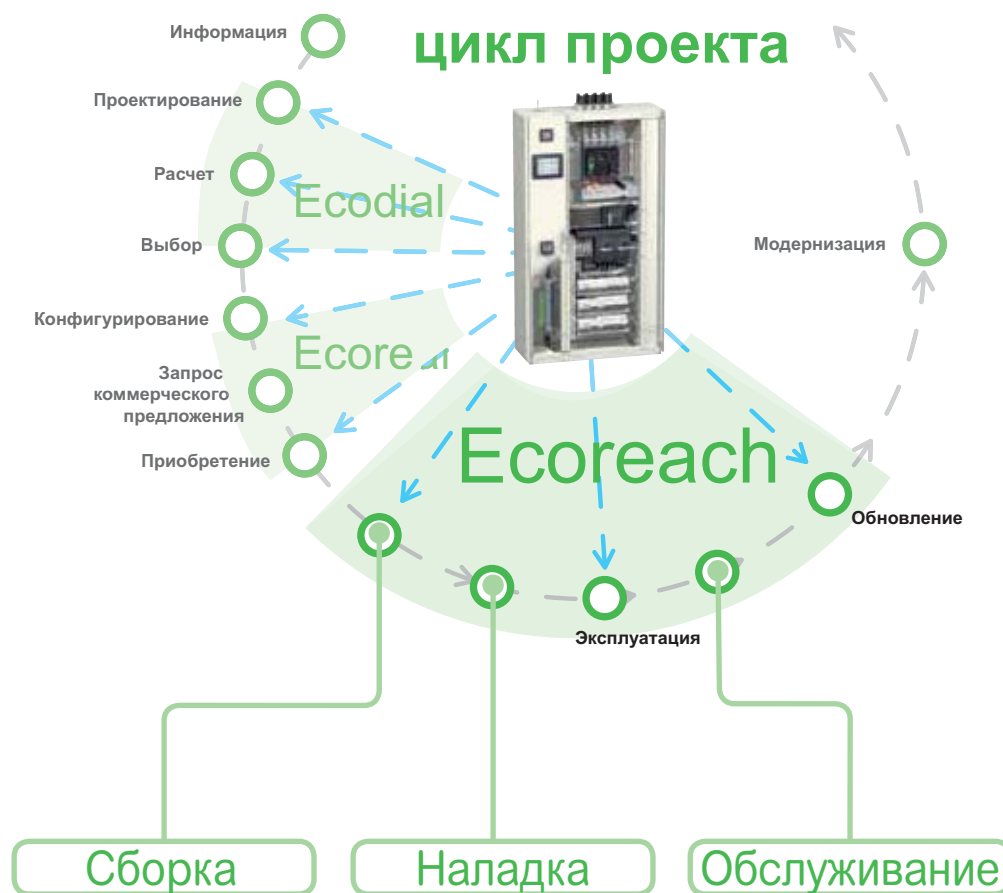 цикл проекта
Информация
Проектирование
Расчет
Ecodial
Выбор
Модернизация
Конфигурирование
Запрос
коммерческого
предложения
Приобретение
Ecoreach
Обновление
Эксплуатация
Сборка
Наладка
Обслуживание